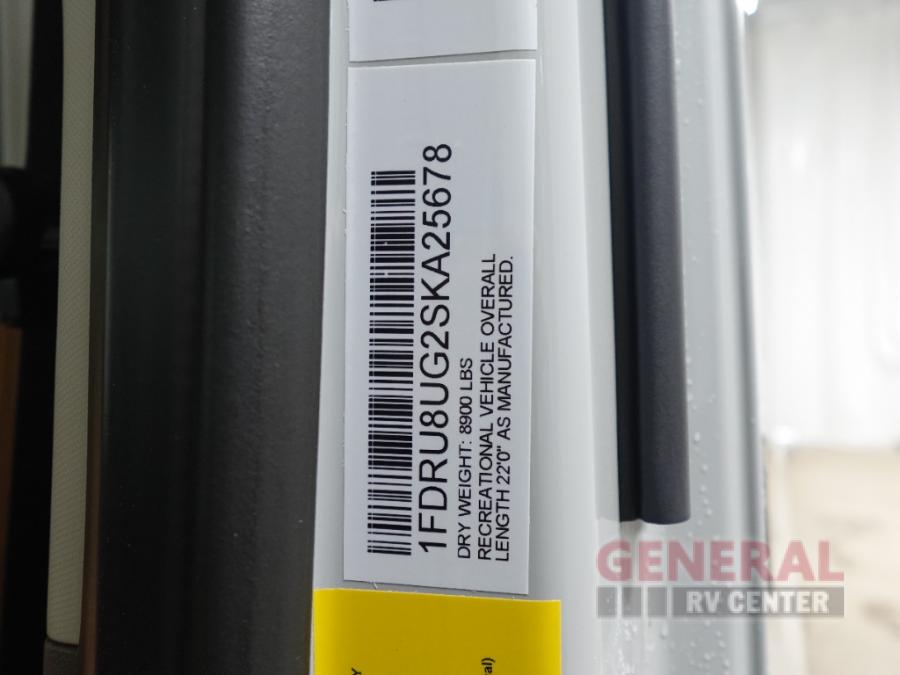 1FDRU8UG2SKA25678
DRY WEIGHT: 8900 LBS
RECREATIONAL VEHICLE OVERALL
LENGTH 22'0" AS MANUFACTURED.
GENERAL
RV CENTER